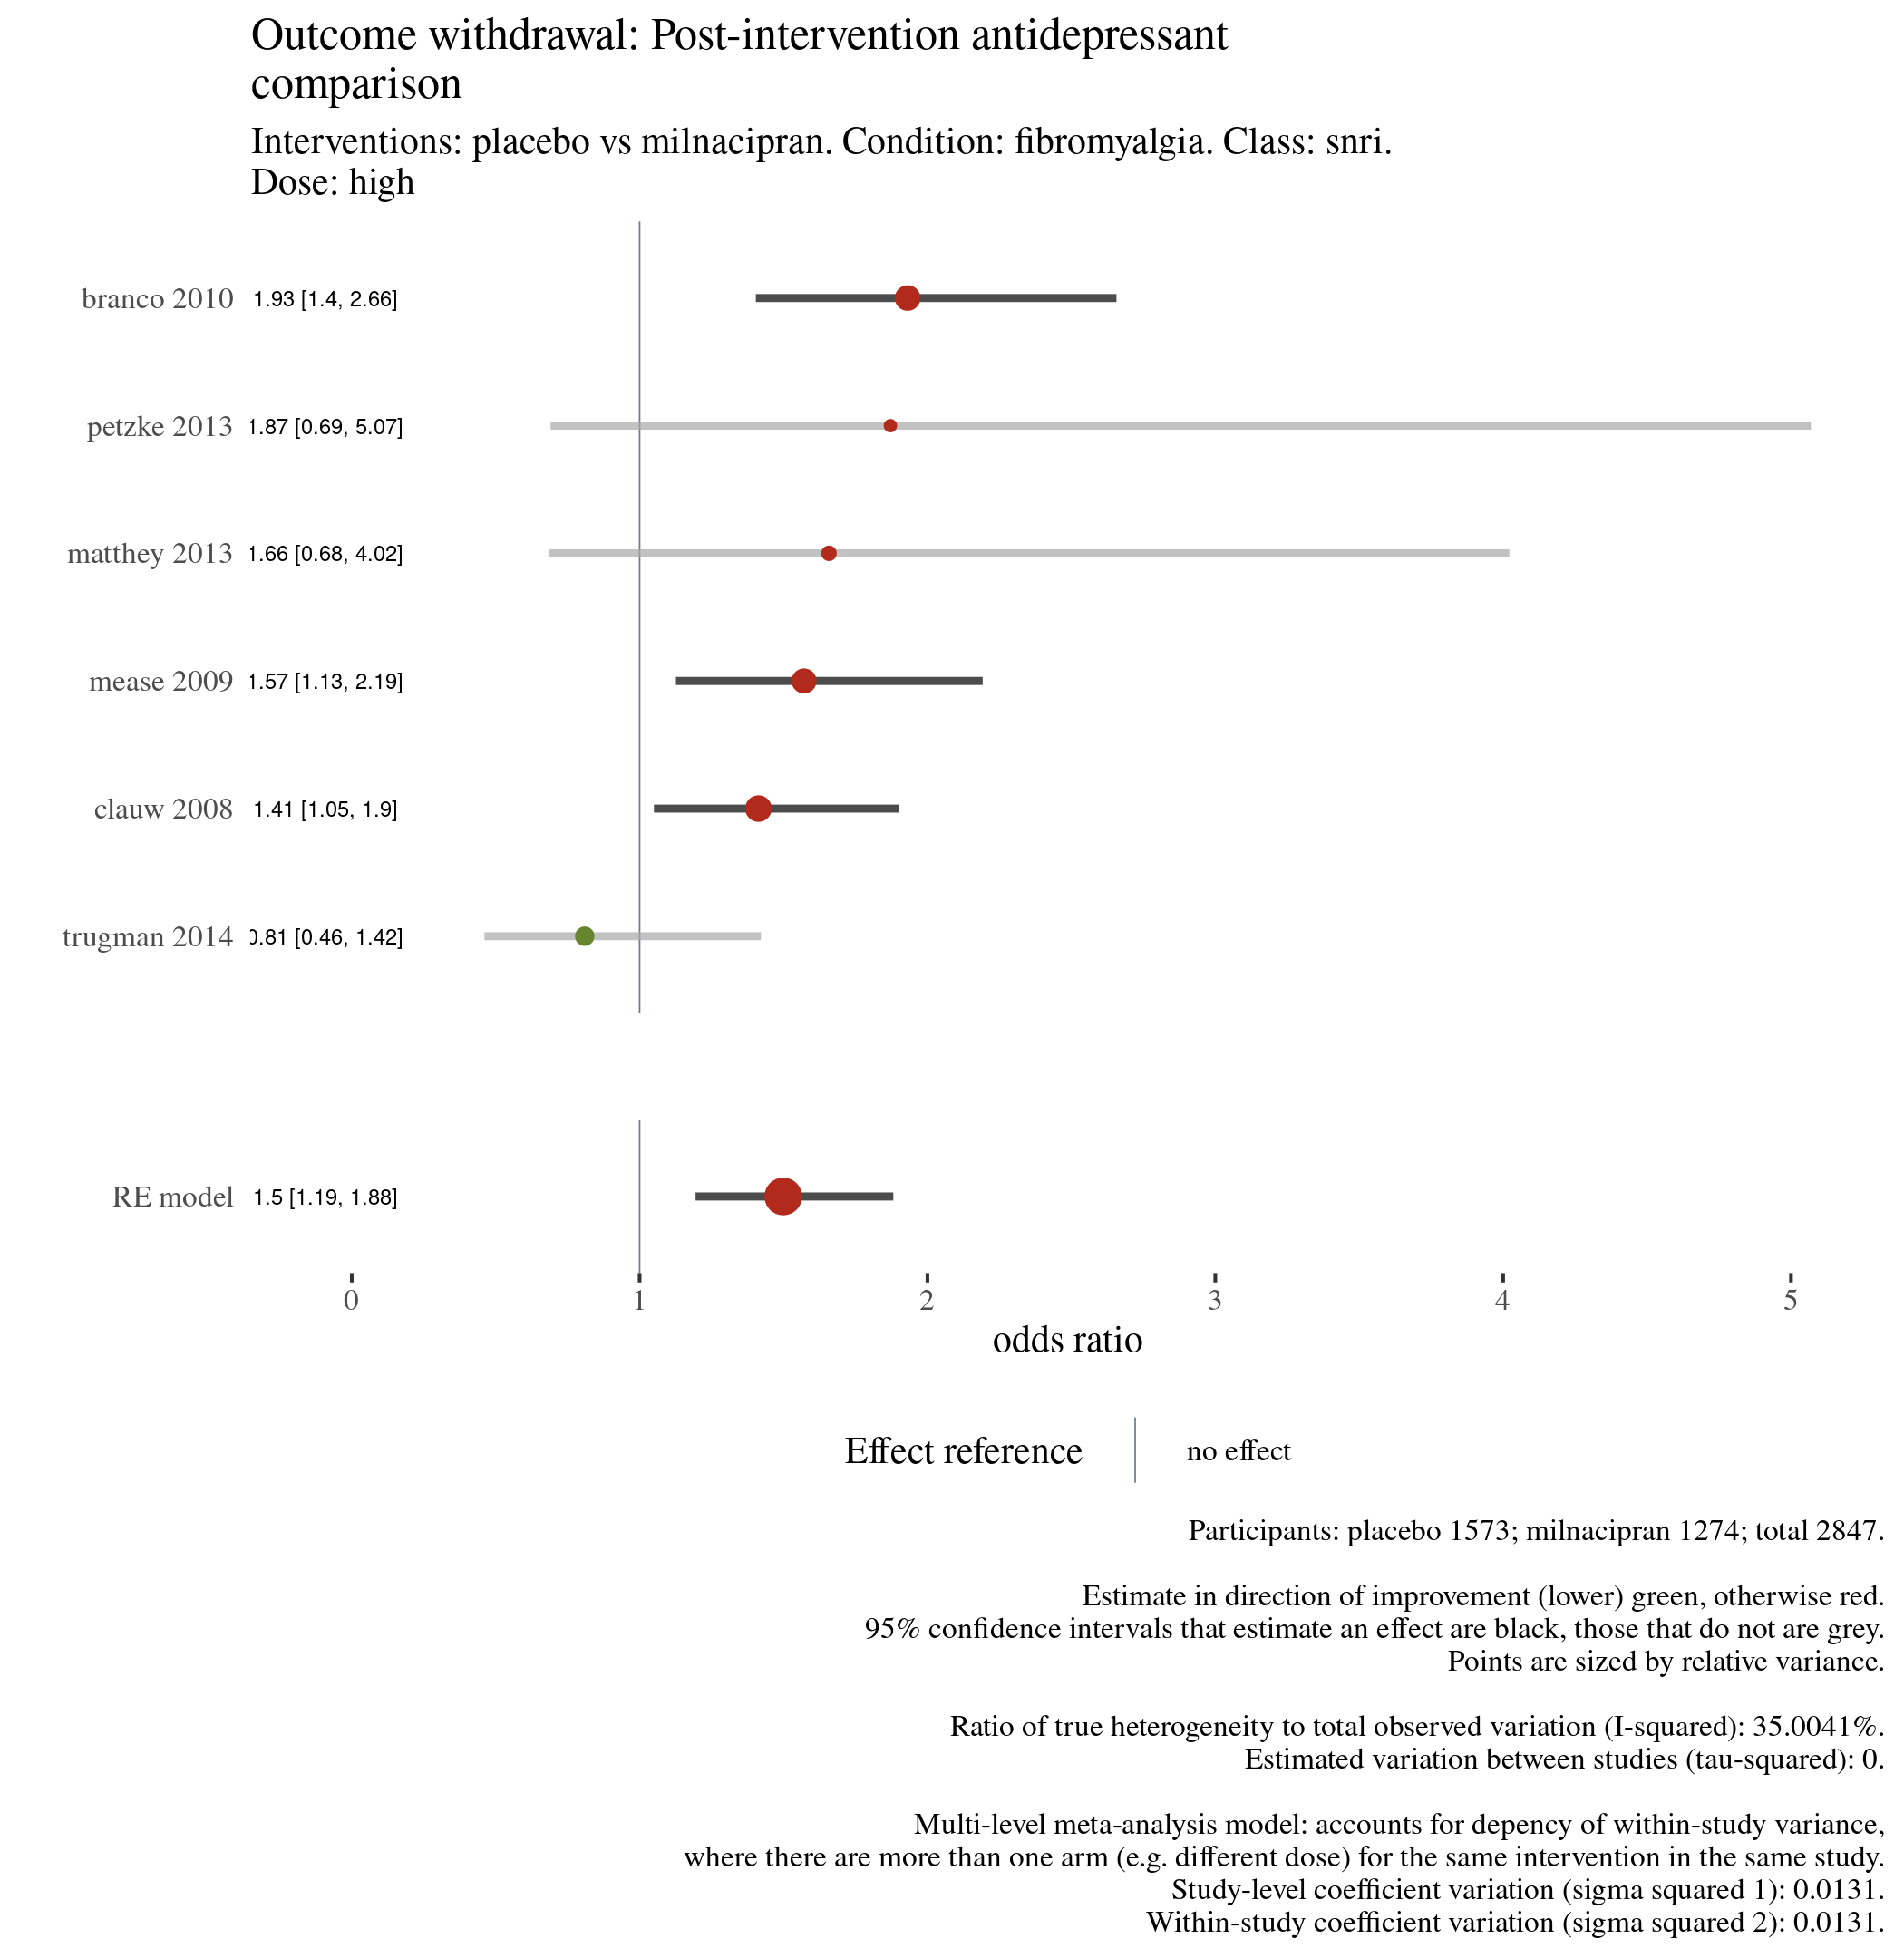 Outcome withdrawal: Post-intervention antidepressant
comparison
Interventions: placebo vs milnacipran. Condition: fibromyalgia. Class: snri.
Dose: high
branco 2010 1.93 [1.4, 2.66]
petzke 2013 1.87 [0.69, 5.07]
matthey 2013 1.66 [0.68, 4.02]
mease 2009 1.57 [1.13, 2.19]
clauw 2008 1.41 [1.05, 1.9]
trugman 2014 0.81 [0.46, 1.42]
RE model 1.5 [1.19, 1.88]
0 1 2 3 4 5
odds ratio
Effect reference no effect
Participants: placebo 1573; milnacipran 1274; total 2847.
Estimate in direction of improvement (lower) green, otherwise red.
95% confidence intervals that estimate an effect are black, those that do not are grey.
Points are sized by relative variance.
Ratio of true heterogeneity to total observed variation (I-squared): 35.0041%.
Estimated variation between studies (tau-squared): 0.
Multi-level meta-analysis model: accounts for depency of within-study variance,
where there are more than one arm (e.g. different dose) for the same intervention in the same study.
Study-level coefficient variation (sigma squared 1): 0.0131.
Within-study coefficient variation (sigma squared 2): 0.0131.